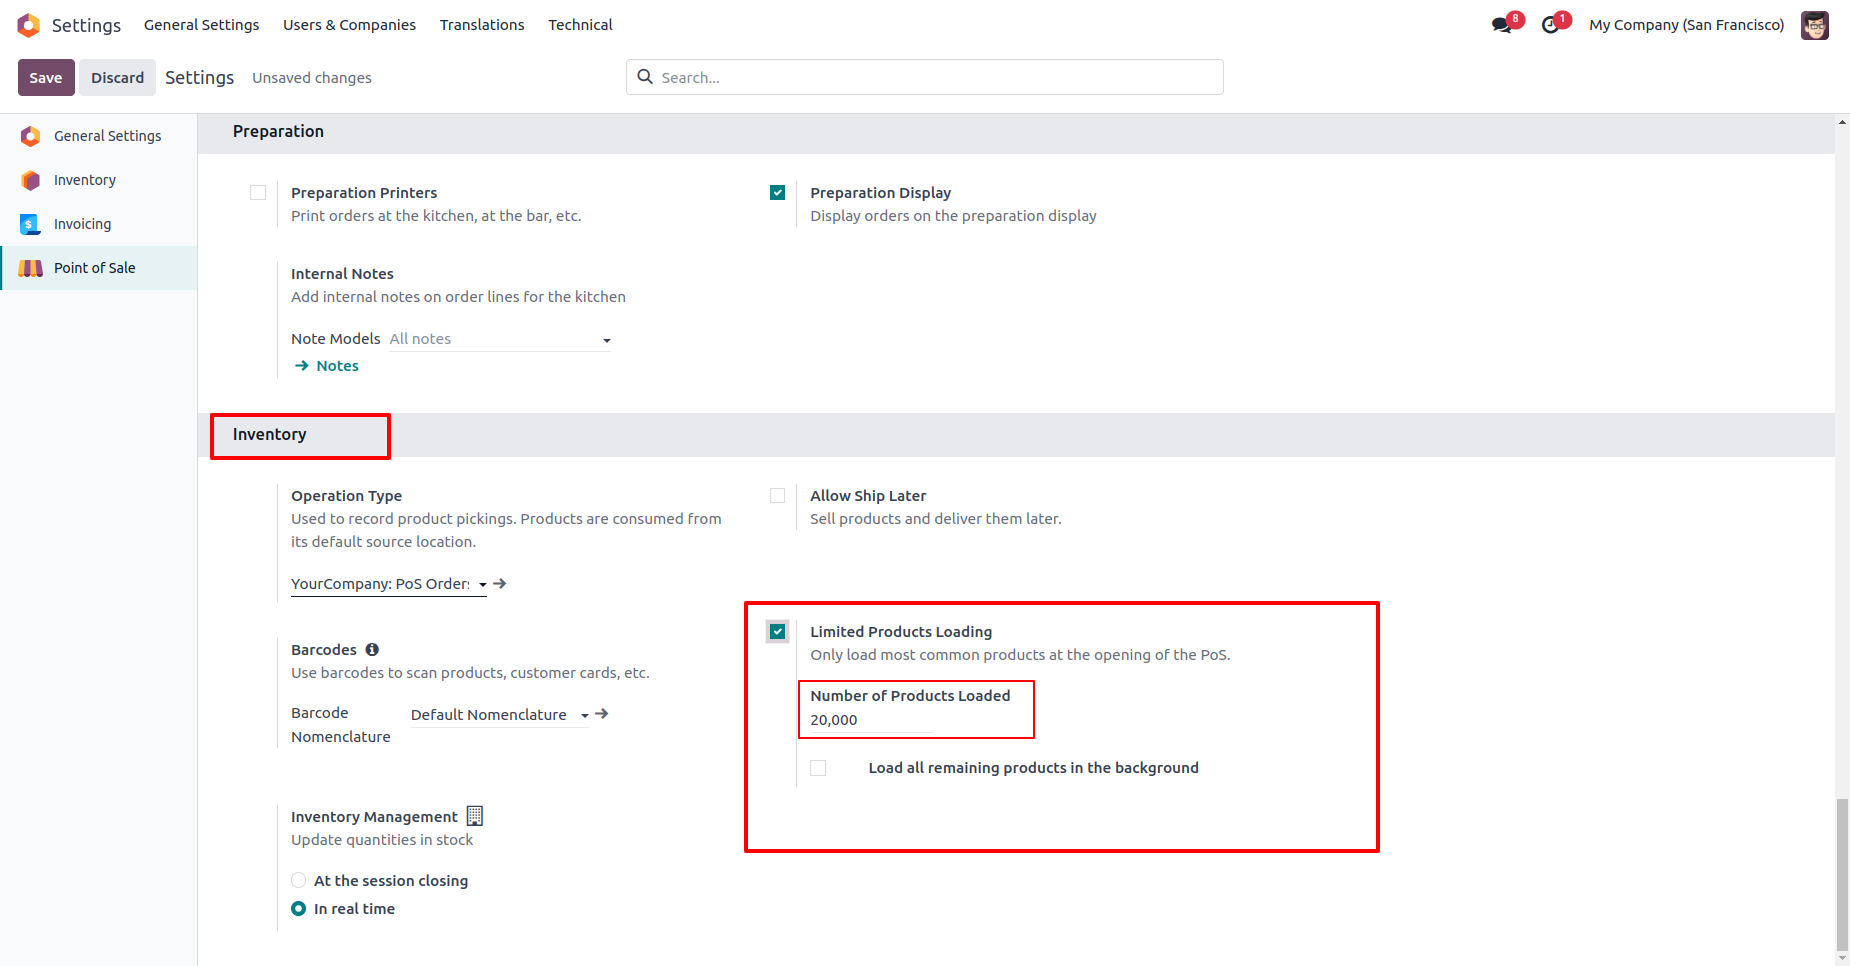 Settings General Settings Users & Companies Translations Technical 8 1 My Company (San Francisco)
Save Discard Settings Unsaved changes Search...
General Settings
Inventory
Invoicing
Point of Sale
Preparation
Preparation Printers
Print orders at the kitchen, at the bar, etc.
Preparation Display
Display orders on the preparation display
Internal Notes
Add internal notes on order lines for the kitchen
Note Models All notes
Notes
Inventory
Operation Type
Used to record product pickings. Products are consumed from
its default source location.
YourCompany: PoS Orders
Allow Ship Later
Sell products and deliver them later.
Barcodes
Use barcodes to scan products, customer cards, etc.
Barcode
Nomenclature
Default Nomenclature
Limited Products Loading
Only load most common products at the opening of the PoS.
Number of Products Loaded
20,000
Load all remaining products in the background
Inventory Management
Update quantities in stock
At the session closing
In real time